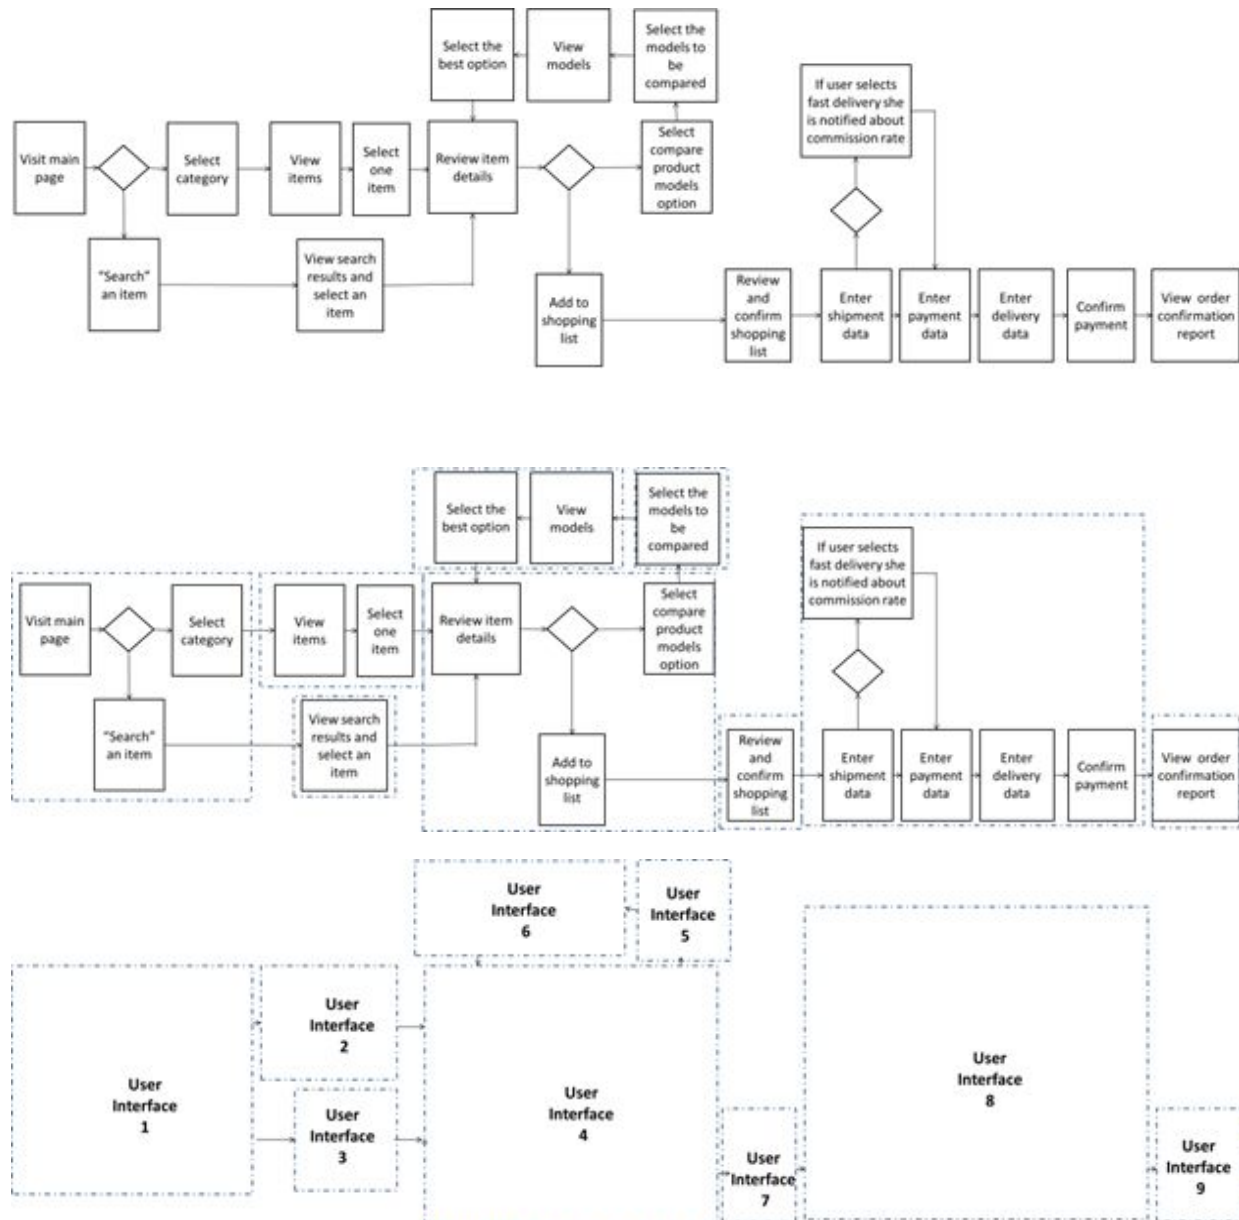 Select the
best option
View
models
Select the
models to
be
compared
If user selects
fast delivery she
is notified about
commission rate
Visit main
page
Select
category
View
items
Select
one
item
Review item
details
Select
compare
product
models
option
"Search"
an item
View search
results and
select an
item
Add to
shopping
list
Review
and
confirm
shopping
list
Enter
shipment
data
Enter
payment
data
Enter
delivery
data
Confirm
payment
View order
confirmation
report
Select the
best option
View
models
Select the
models to
be
compared
If user selects
fast delivery she
is notified about
commission rate
Visit main
page
Select
category
View
items
Select
one
item
Review item
details
Select
compare
product
models
option
"Search"
an item
View search
results and
select an
item
Add to
shopping
list
Review
and
confirm
shopping
list
Enter
shipment
data
Enter
payment
data
Enter
delivery
data
Confirm
payment
View order
confirmation
report
User
Interface
6
User
Interface
5
User
Interface
2
User
Interface
1
User
Interface
3
User
Interface
4
User
Interface
8
User
Interface
7
User
Interface
9